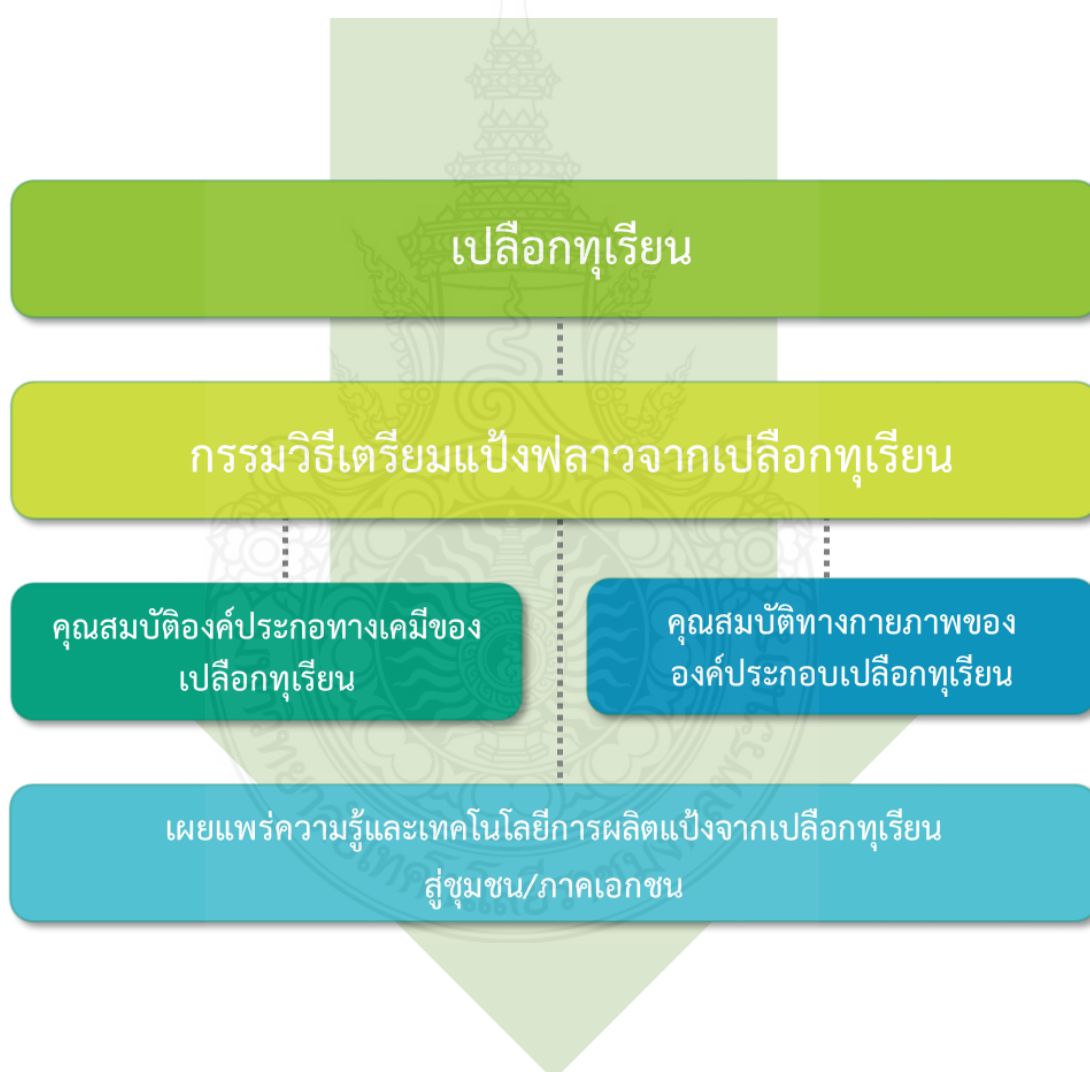 เปลือกทุเรียน
กรรมวิธีเตรียมแป้งฟลาวจากเปลือกทุเรียน
คุณสมบัติองค์ประกอทางเคมีของ
เปลือกทุเรียน
คุณสมบัติทางกายภาพของ
องค์ประกอบเปลือกทุเรียน
เผยแพร่ความรู้และเทคโนโลยีการผลิตแป้งจากเปลือกทุเรียน
สู่ชุมชน/ภาคเอกชน